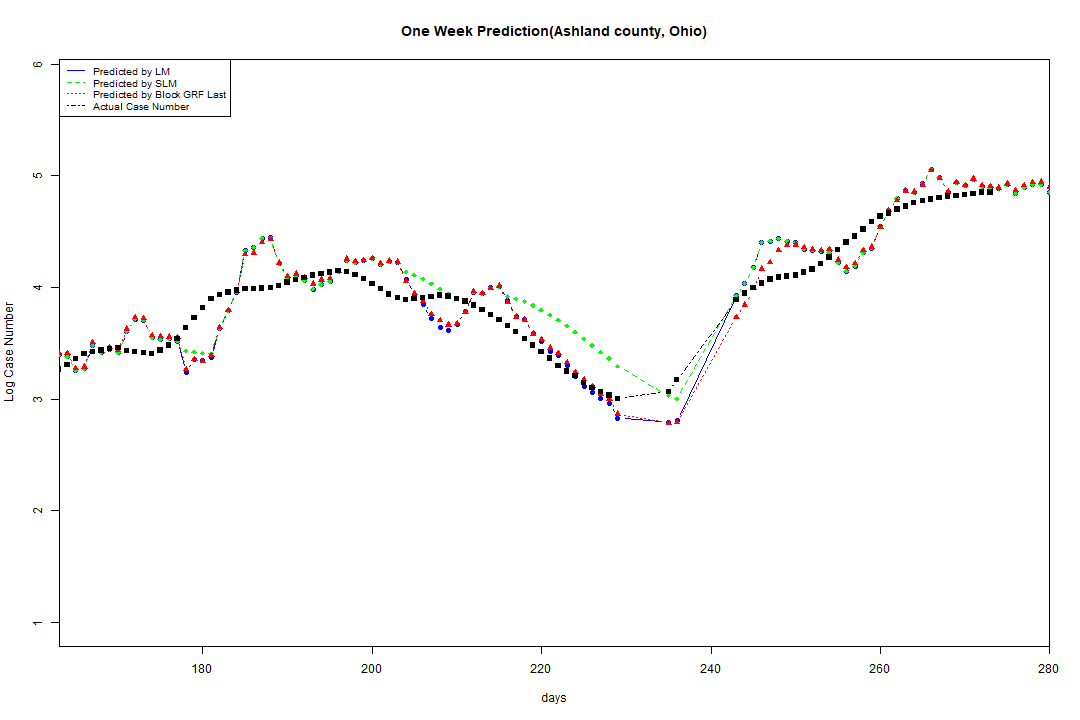 One Week Prediction(Ashland county, Ohio)
Predicted by LM
Predicted by SLM
Predicted by Block GRF Last
Actual Case Number
6
5
4
3
2
1
Log Case Number
180 200 220 240 260 280
days